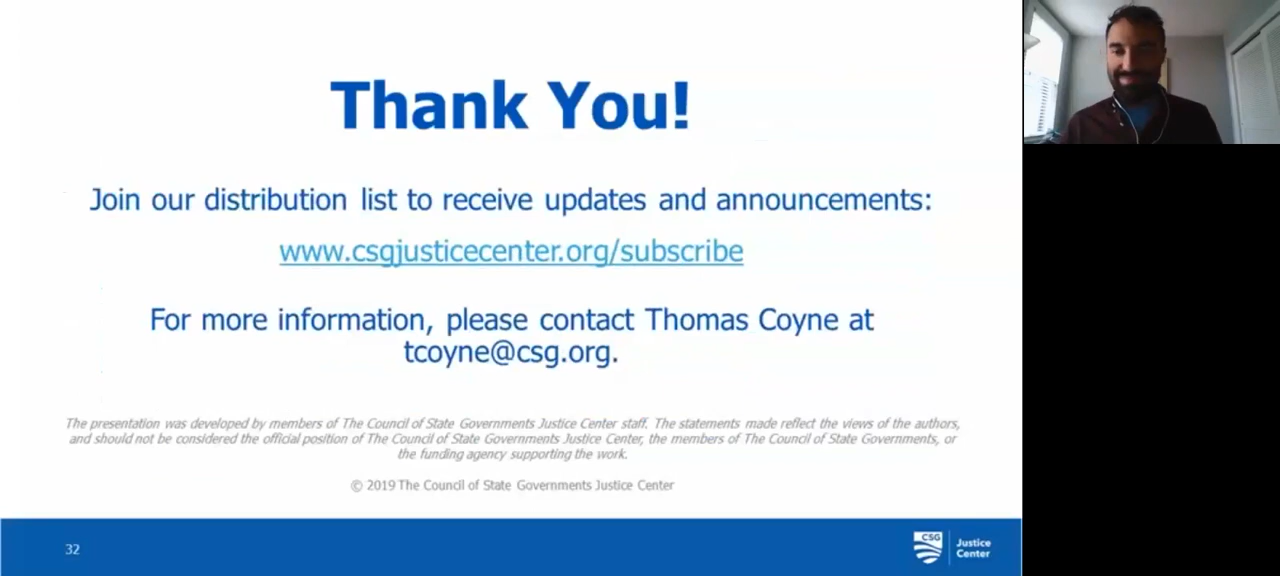 Thank You!
Join our distribution list to receive updates and announcements:
www.csgjusticecenter.org/subscribe
For more information, please contact Thomas Coyne at
tcoyne@csg.org.
The presentation was developed by members of The Council of State Governments Justice Center staff. The statements made reflect the views of the authors,
and should not be considered the official position of The Council of State Governments Justice Center, the members of The Council of State Governments, or
the funding agency supporting the work.
© 2019 The Council of State Governments Justice Center
32
CSG
Justice
Center